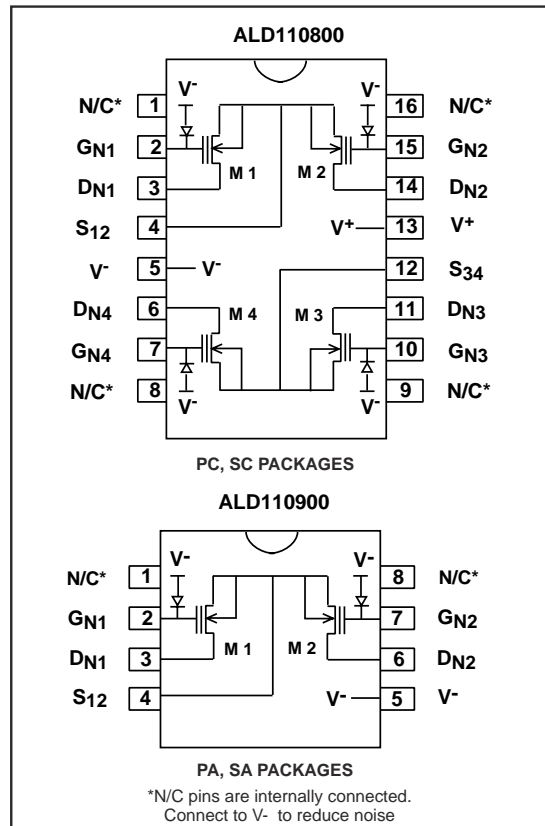 ALD110800
N/C* 1 V- V- 16 N/C*
GN1 2 15 GN2
DN1 3 M 1 M 2 14 DN2
S12 4 V+ 13 V+
V- 5 V- 12 S34
DN4 6 M 4 M 3 11 DN3
GN4 7 10 GN3
N/C* 8 V- V- 9 N/C*
PC, SC PACKAGES
ALD110900
N/C* 1 V- V- 8 N/C*
GN1 2 7 GN2
DN1 3 M 1 M 2 6 DN2
S12 4 V- 5 V-
PA, SA PACKAGES
*N/C pins are internally connected.
Connect to V- to reduce noise